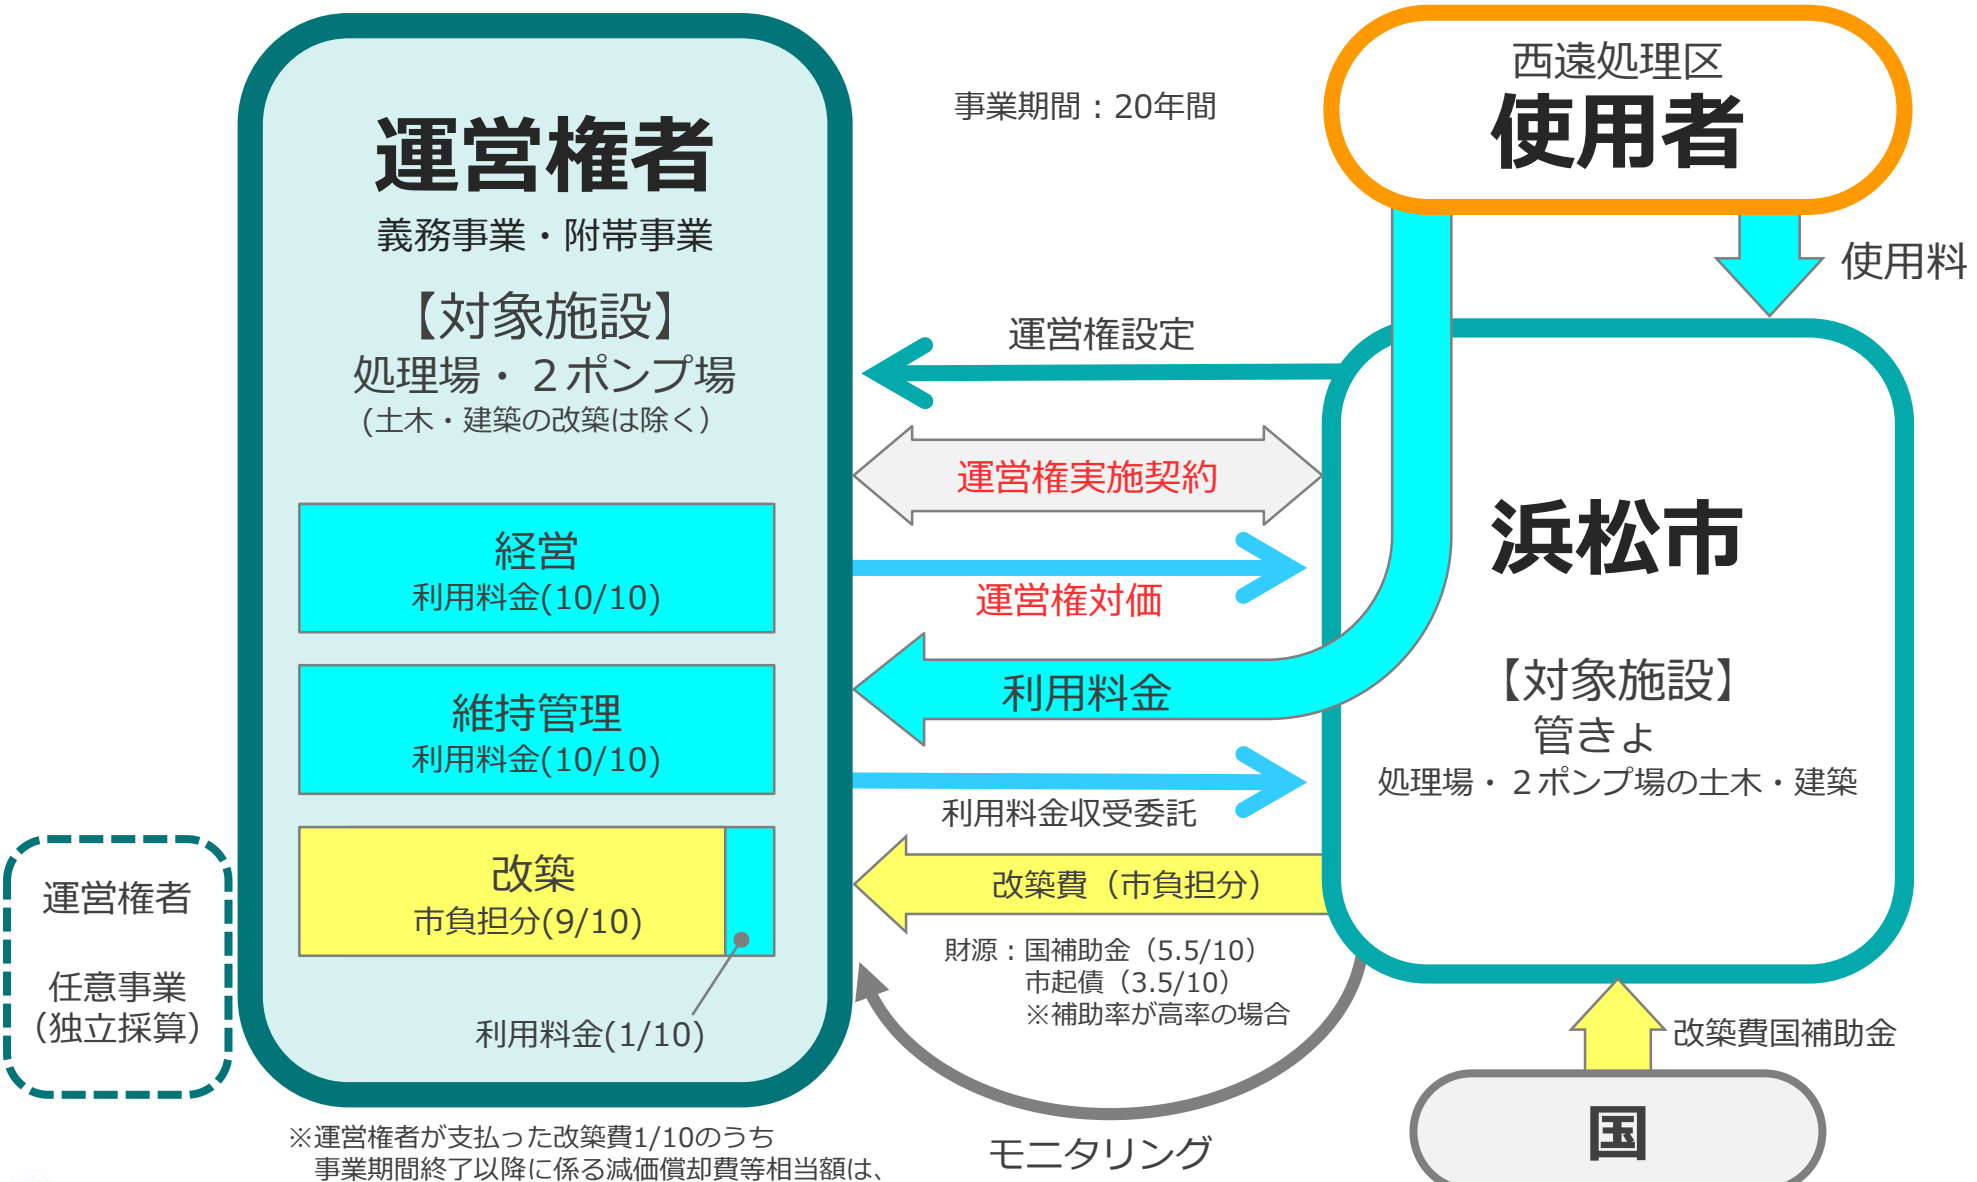 運営権者
義務事業・附帯事業
【対象施設】
処理場・２ポンプ場
(土木・建築の改築は除く）
経営
利用料金(10/10)
維持管理
利用料金(10/10)
改築
市負担分(9/10)
利用料金(1/10)
運営権者
任意事業
（独立採算）
※運営権者が支払った改築費1/10のうち
事業期間終了以降に係る減価償却費等相当額は、
事業期間：20年間
運営権設定
運営権実施契約
運営権対価
利用料金
利用料金収受委託
改築費（市負担分）
財源：国補助金（5.5/10）
市起債（3.5/10）
※補助率が高率の場合
モニタリング
西遠処理区
使用者
使用料
浜松市
【対象施設】
管きょ
処理場・２ポンプ場の土木・建築
改築費国補助金
国